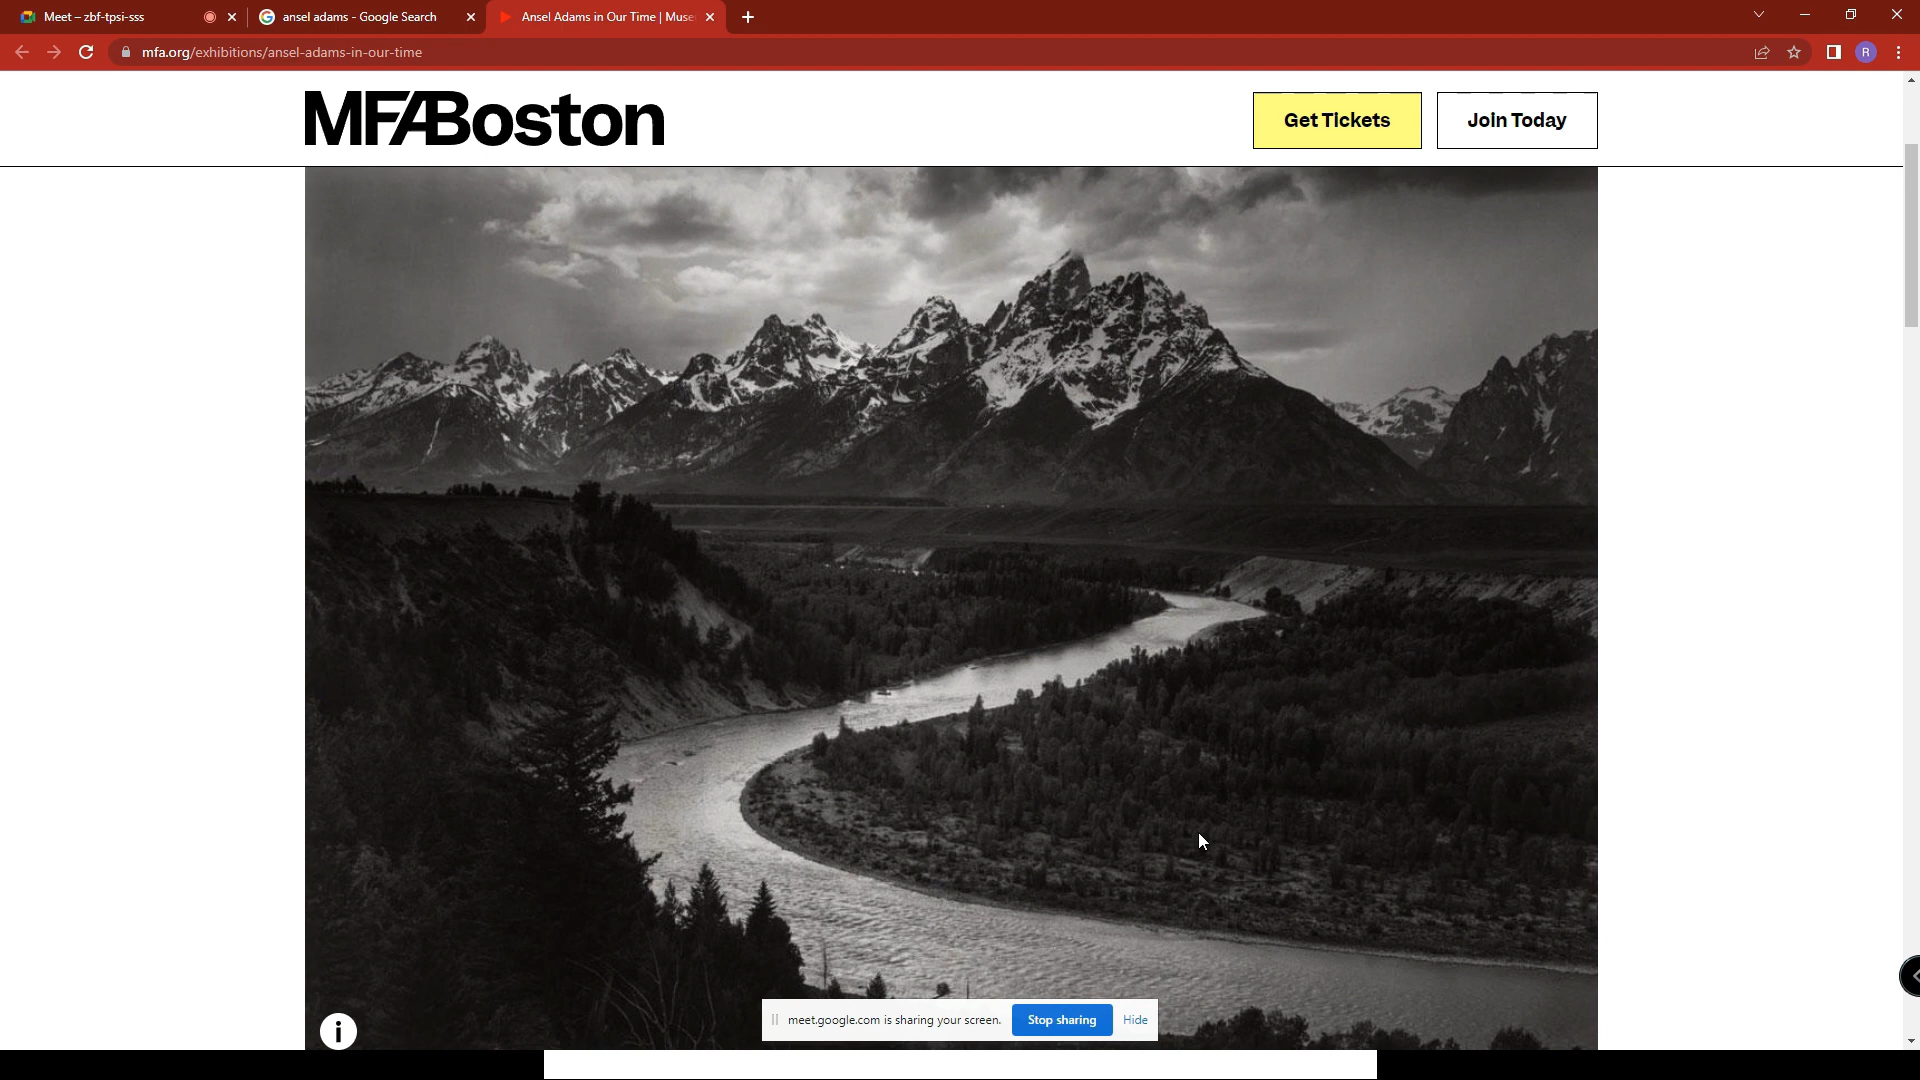 Meet – zbf-tpsi-sss
ansel adams - Google Search
Ansel Adams in Our Time | Muse
mfa.org/exhibitions/ansel-adams-in-our-time
R
MFABoston
Get Tickets
Join Today
i
meet.google.com is sharing your screen.
Stop sharing
Hide